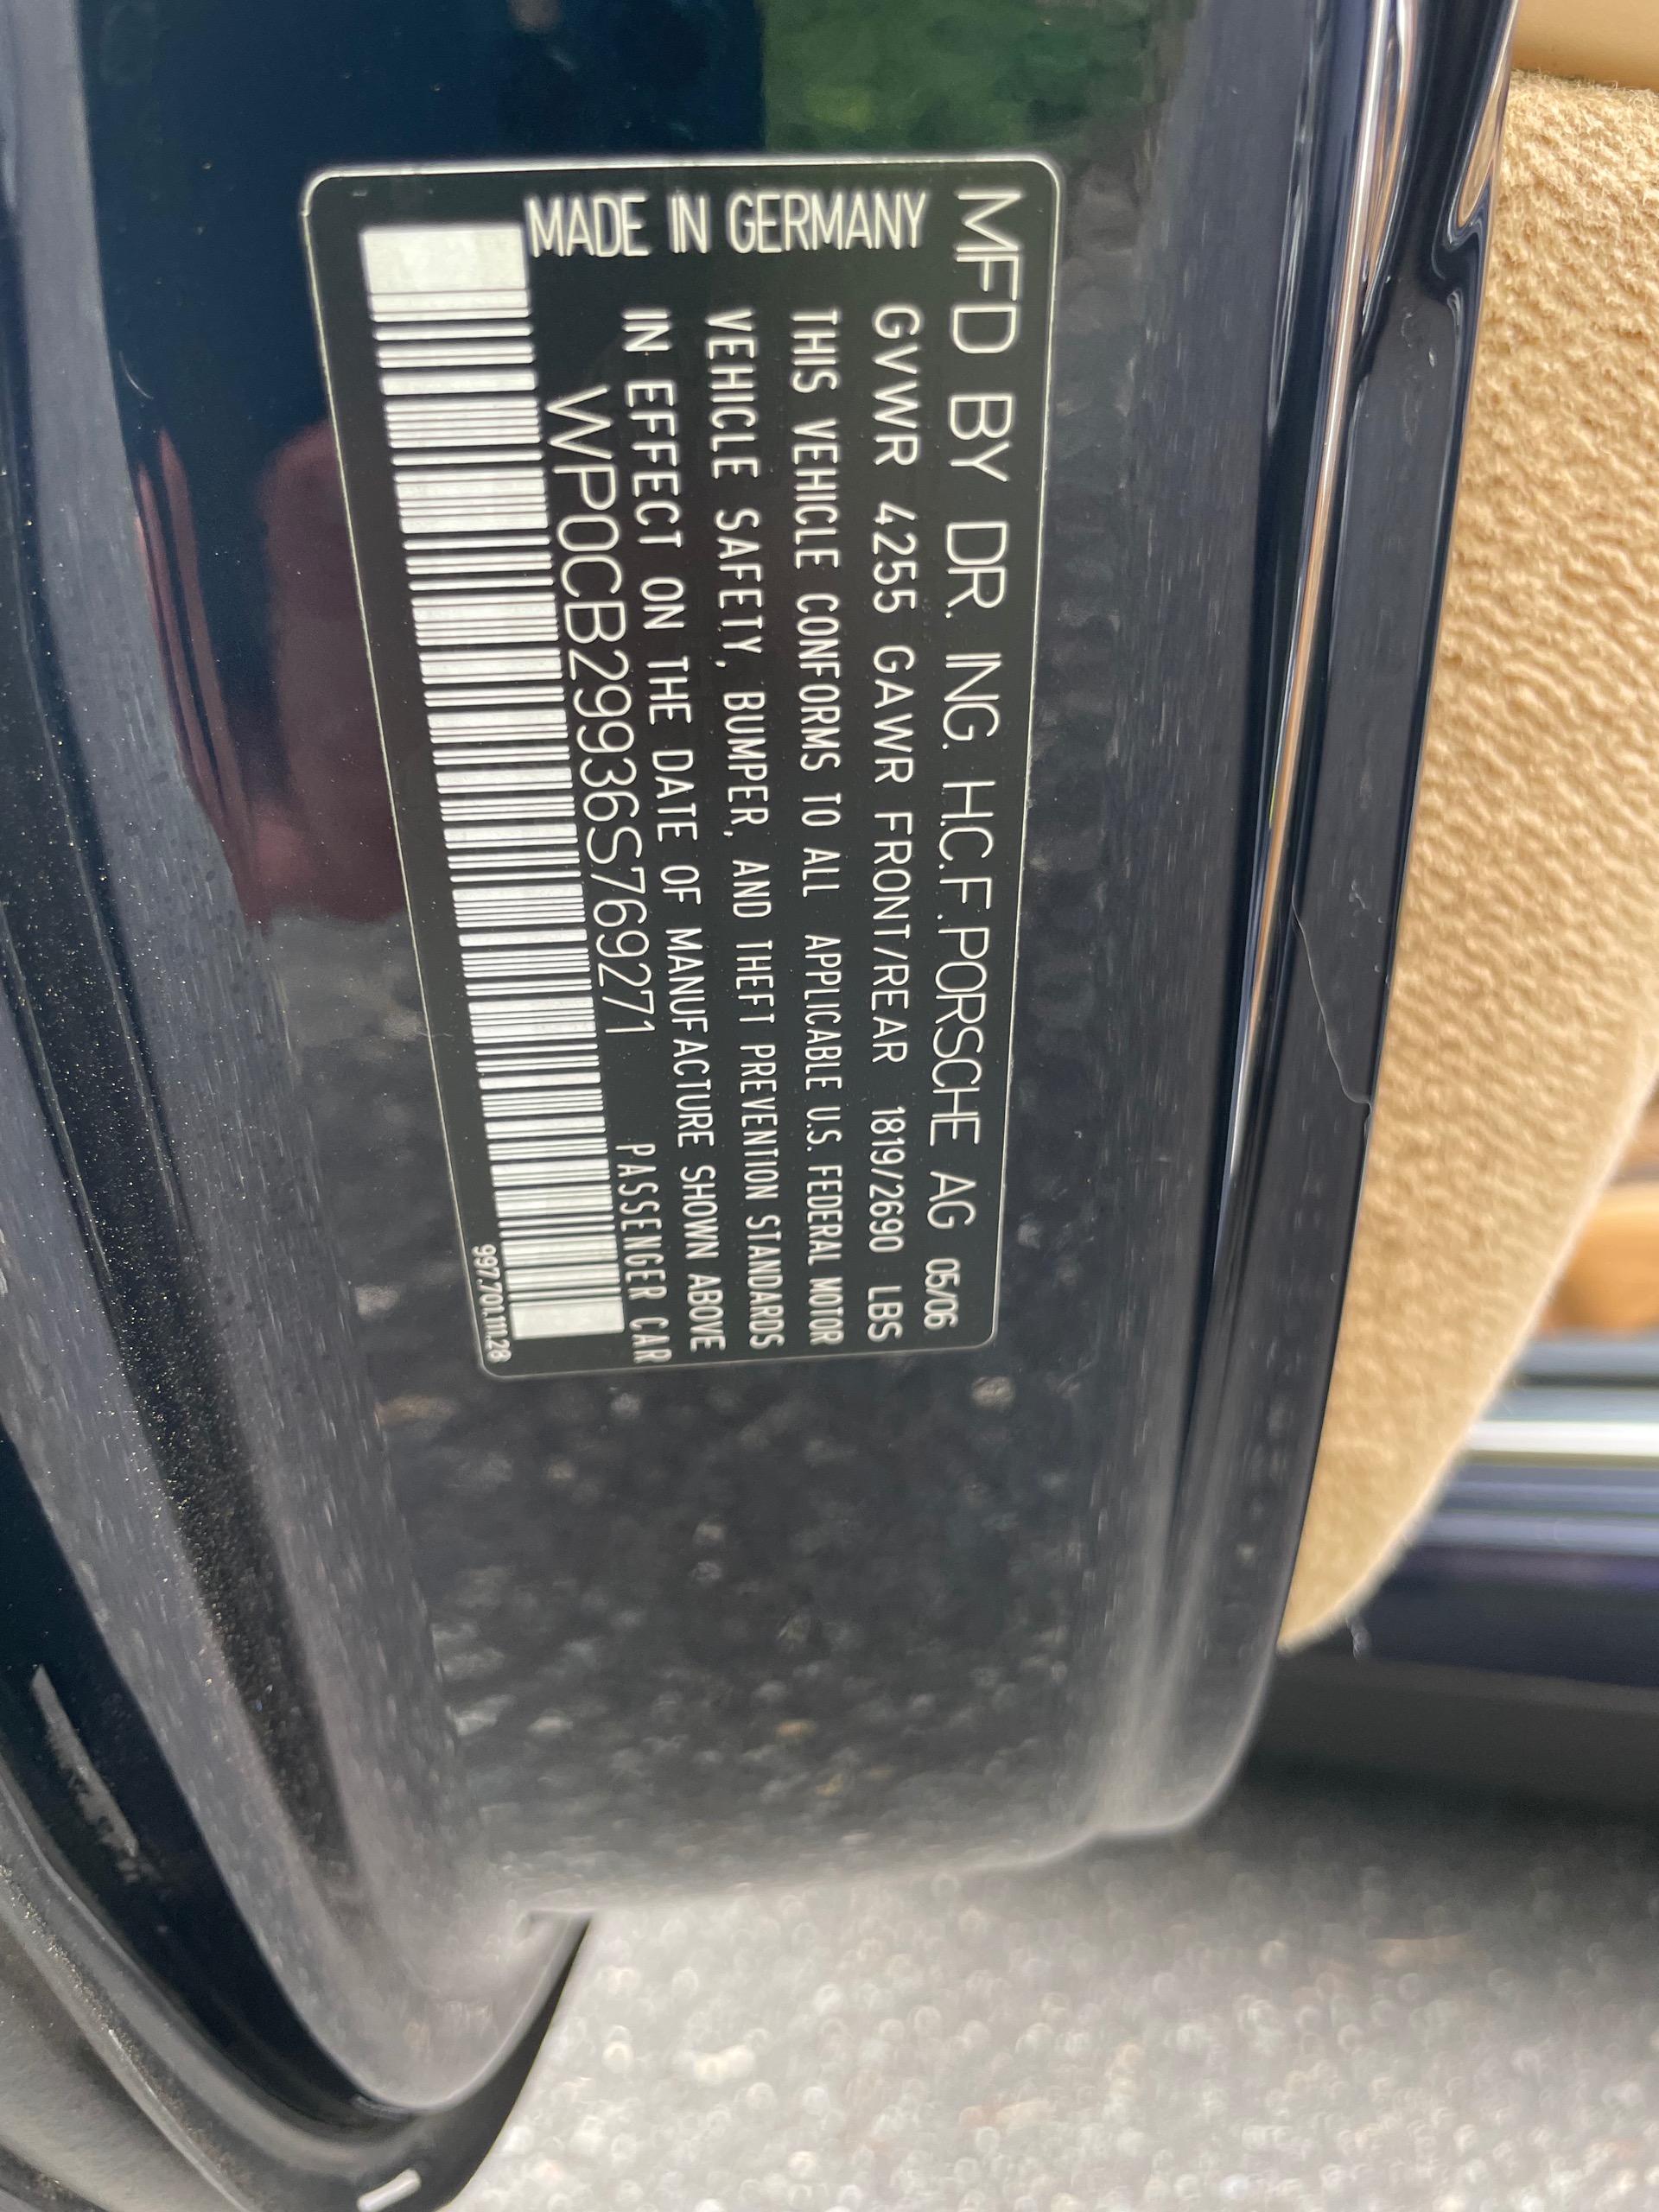 MFD BY DR. ING. H.C.F. PORSCHE AG 05/06
GVWR 4255 GAWR FRONT/REAR 1819/2690 LBS
THIS VEHICLE CONFORMS TO ALL APPLICABLE U.S. FEDERAL MOTOR
VEHICLE SAFETY, BUMPER, AND THEFT PREVENTION STANDARDS
IN EFFECT ON THE DATE OF MANUFACTURE SHOWN ABOVE
WP0CB29936S769271 PASSENGER CAR
MADE IN GERMANY
997.701.111.28